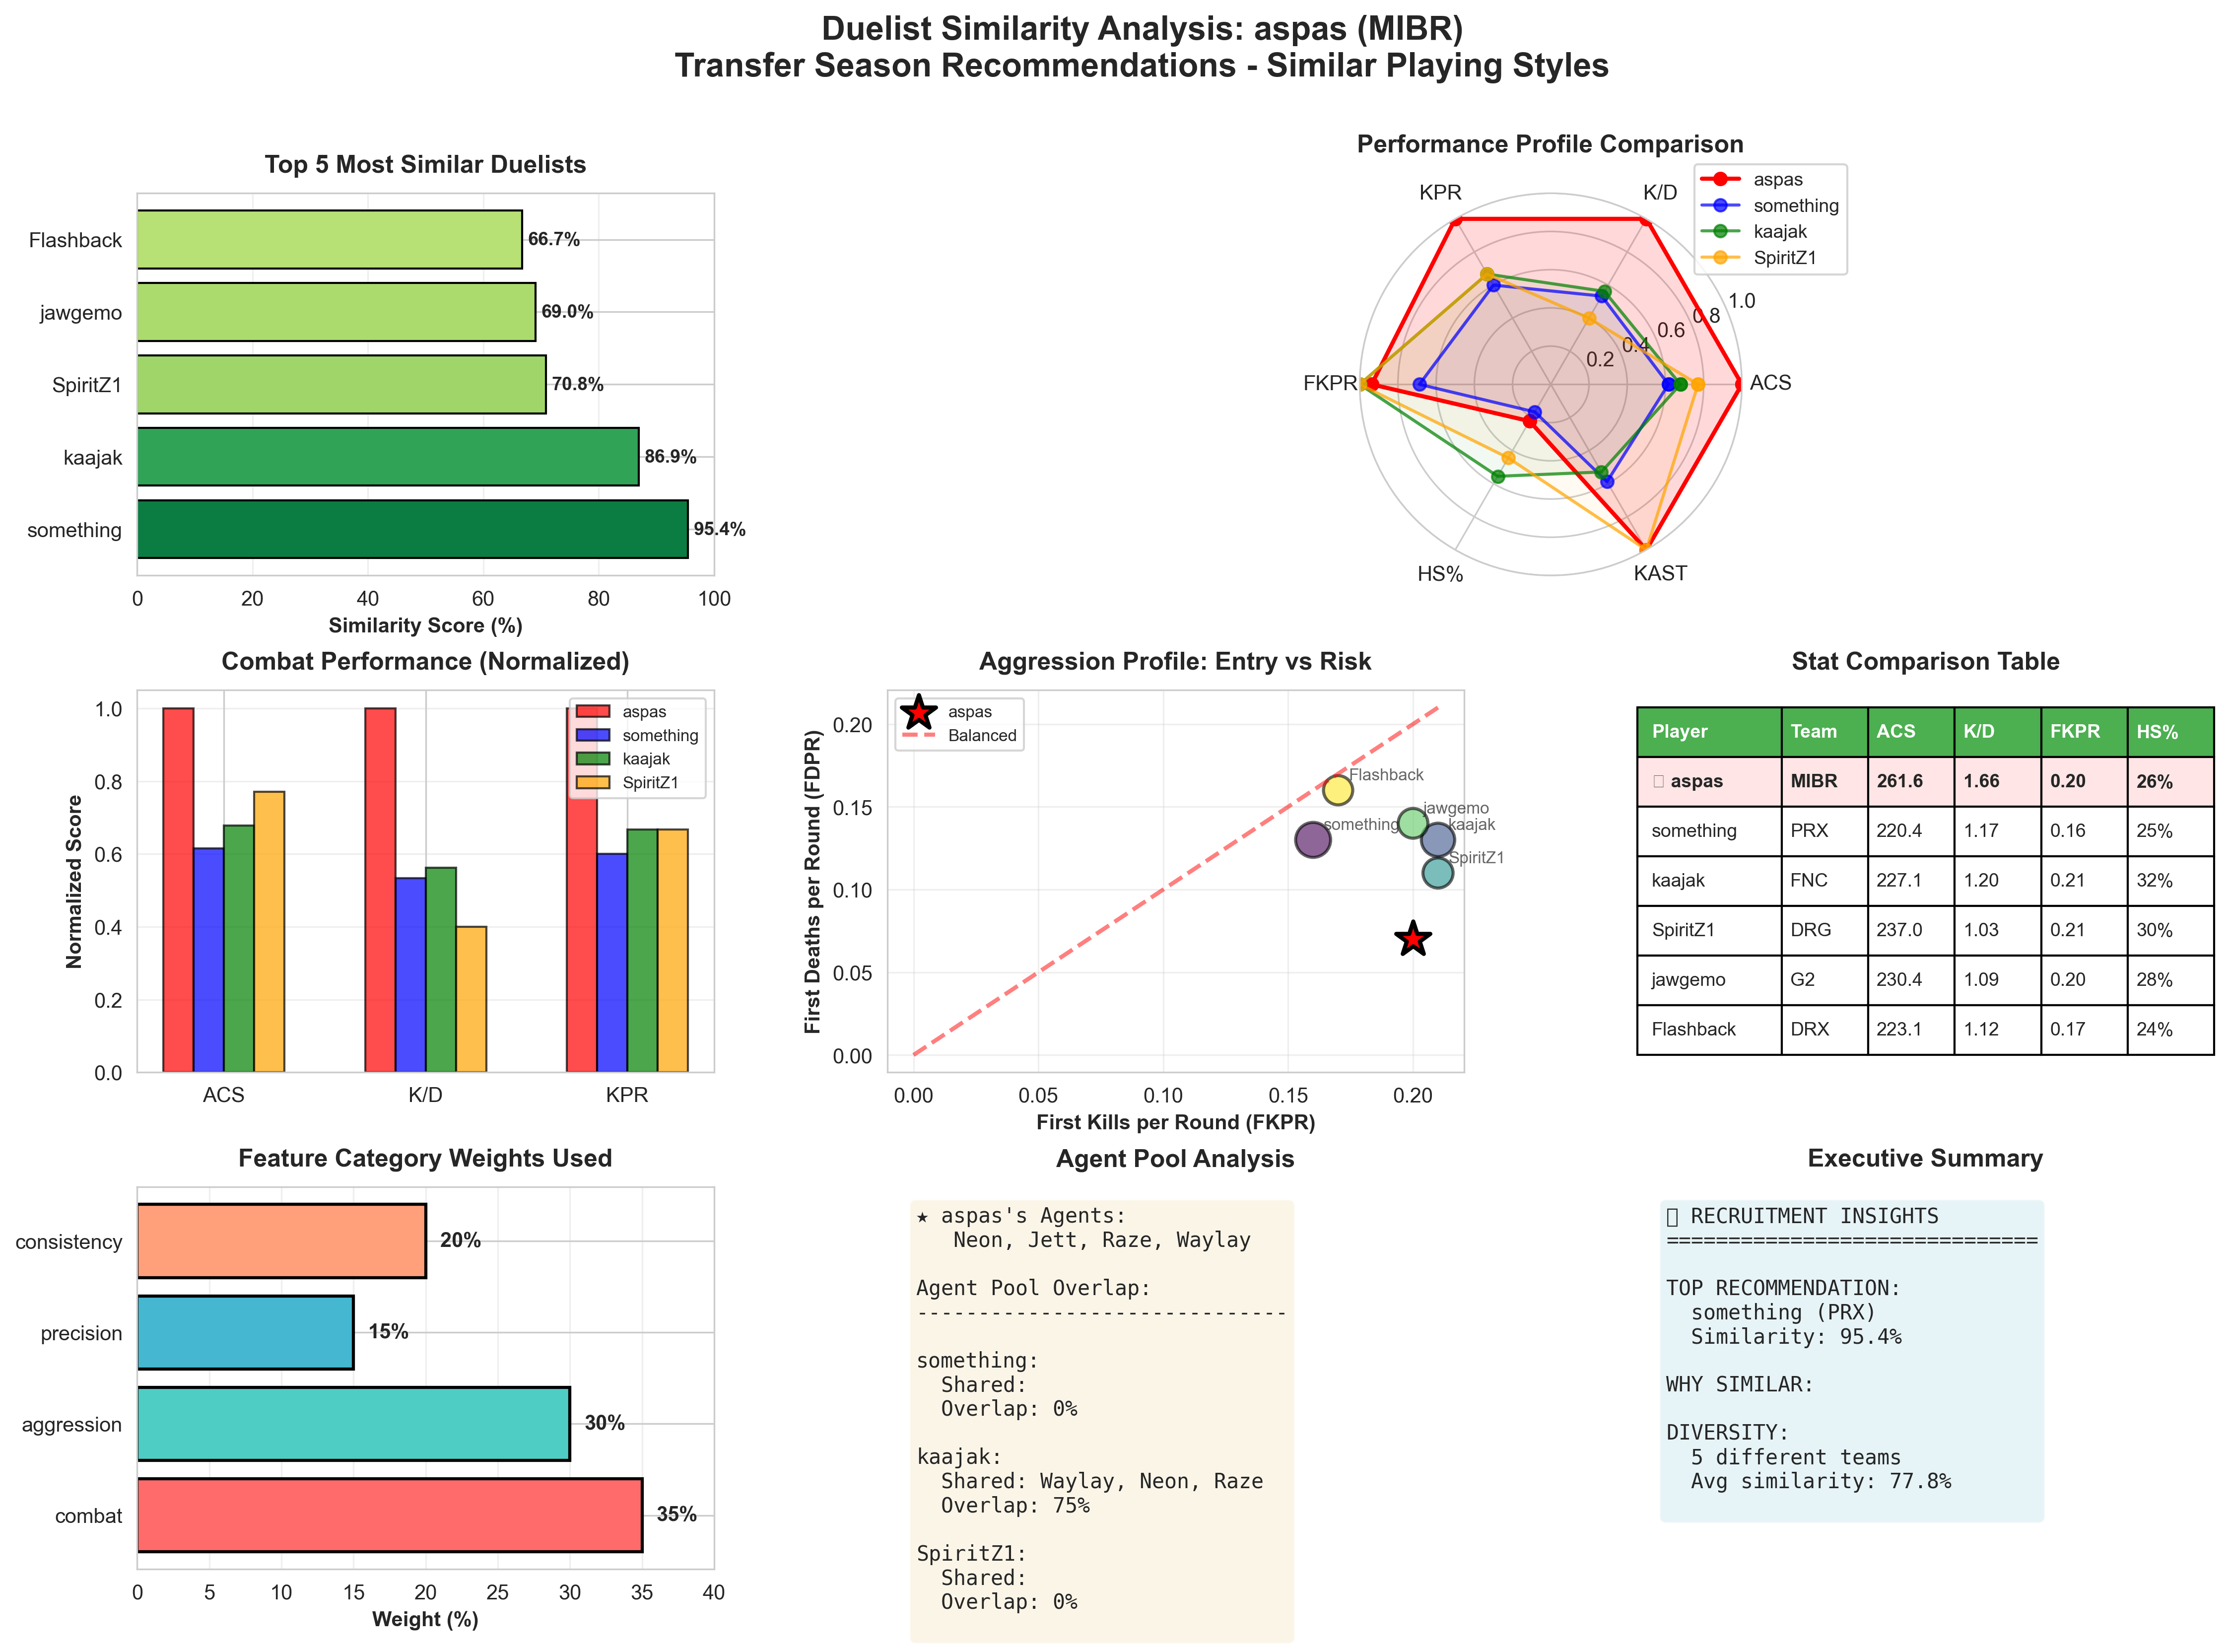 Duelist Similarity Analysis: aspas (MIBR)
Transfer Season Recommendations - Similar Playing Styles
Top 5 Most Similar Duelists
Flashback
66.7%
jawgemo
69.0%
SpiritZ1
70.8%
kaajak
86.9%
something
95.4%
0 20 40 60 80 100
Similarity Score (%)
Performance Profile Comparison
aspas
something
kaajak
SpiritZ1
KPR
K/D
FKPR
ACS
HS%
KAST
0.2
0.4
0.6
0.8
1.0
Combat Performance (Normalized)
aspas
something
kaajak
SpiritZ1
Normalized Score
1.0
0.8
0.6
0.4
0.2
0.0
ACS K/D KPR
Aggression Profile: Entry vs Risk
aspas
Balanced
Flashback
jawgemo
something
kaajak
SpiritZ1
First Deaths per Round (FDPR)
0.20
0.15
0.10
0.05
0.00
0.00 0.05 0.10 0.15 0.20
First Kills per Round (FKPR)
Stat Comparison Table
Player Team ACS K/D FKPR HS%
aspas MIBR 261.6 1.66 0.20 26%
something PRX 220.4 1.17 0.16 25%
kaajak FNC 227.1 1.20 0.21 32%
SpiritZ1 DRG 237.0 1.03 0.21 30%
jawgemo G2 230.4 1.09 0.20 28%
Flashback DRX 223.1 1.12 0.17 24%
Feature Category Weights Used
consistency
20%
precision
15%
aggression
30%
combat
35%
0 5 10 15 20 25 30 35 40
Weight (%)
Agent Pool Analysis
★ aspas's Agents:
Neon, Jett, Raze, Waylay
Agent Pool Overlap:
------------------------------
something:
Shared:
Overlap: 0%
kaajak:
Shared: Waylay, Neon, Raze
Overlap: 75%
SpiritZ1:
Shared:
Overlap: 0%
Executive Summary
RECRUITMENT INSIGHTS
==============================
TOP RECOMMENDATION:
something (PRX)
Similarity: 95.4%
WHY SIMILAR:
DIVERSITY:
5 different teams
Avg similarity: 77.8%